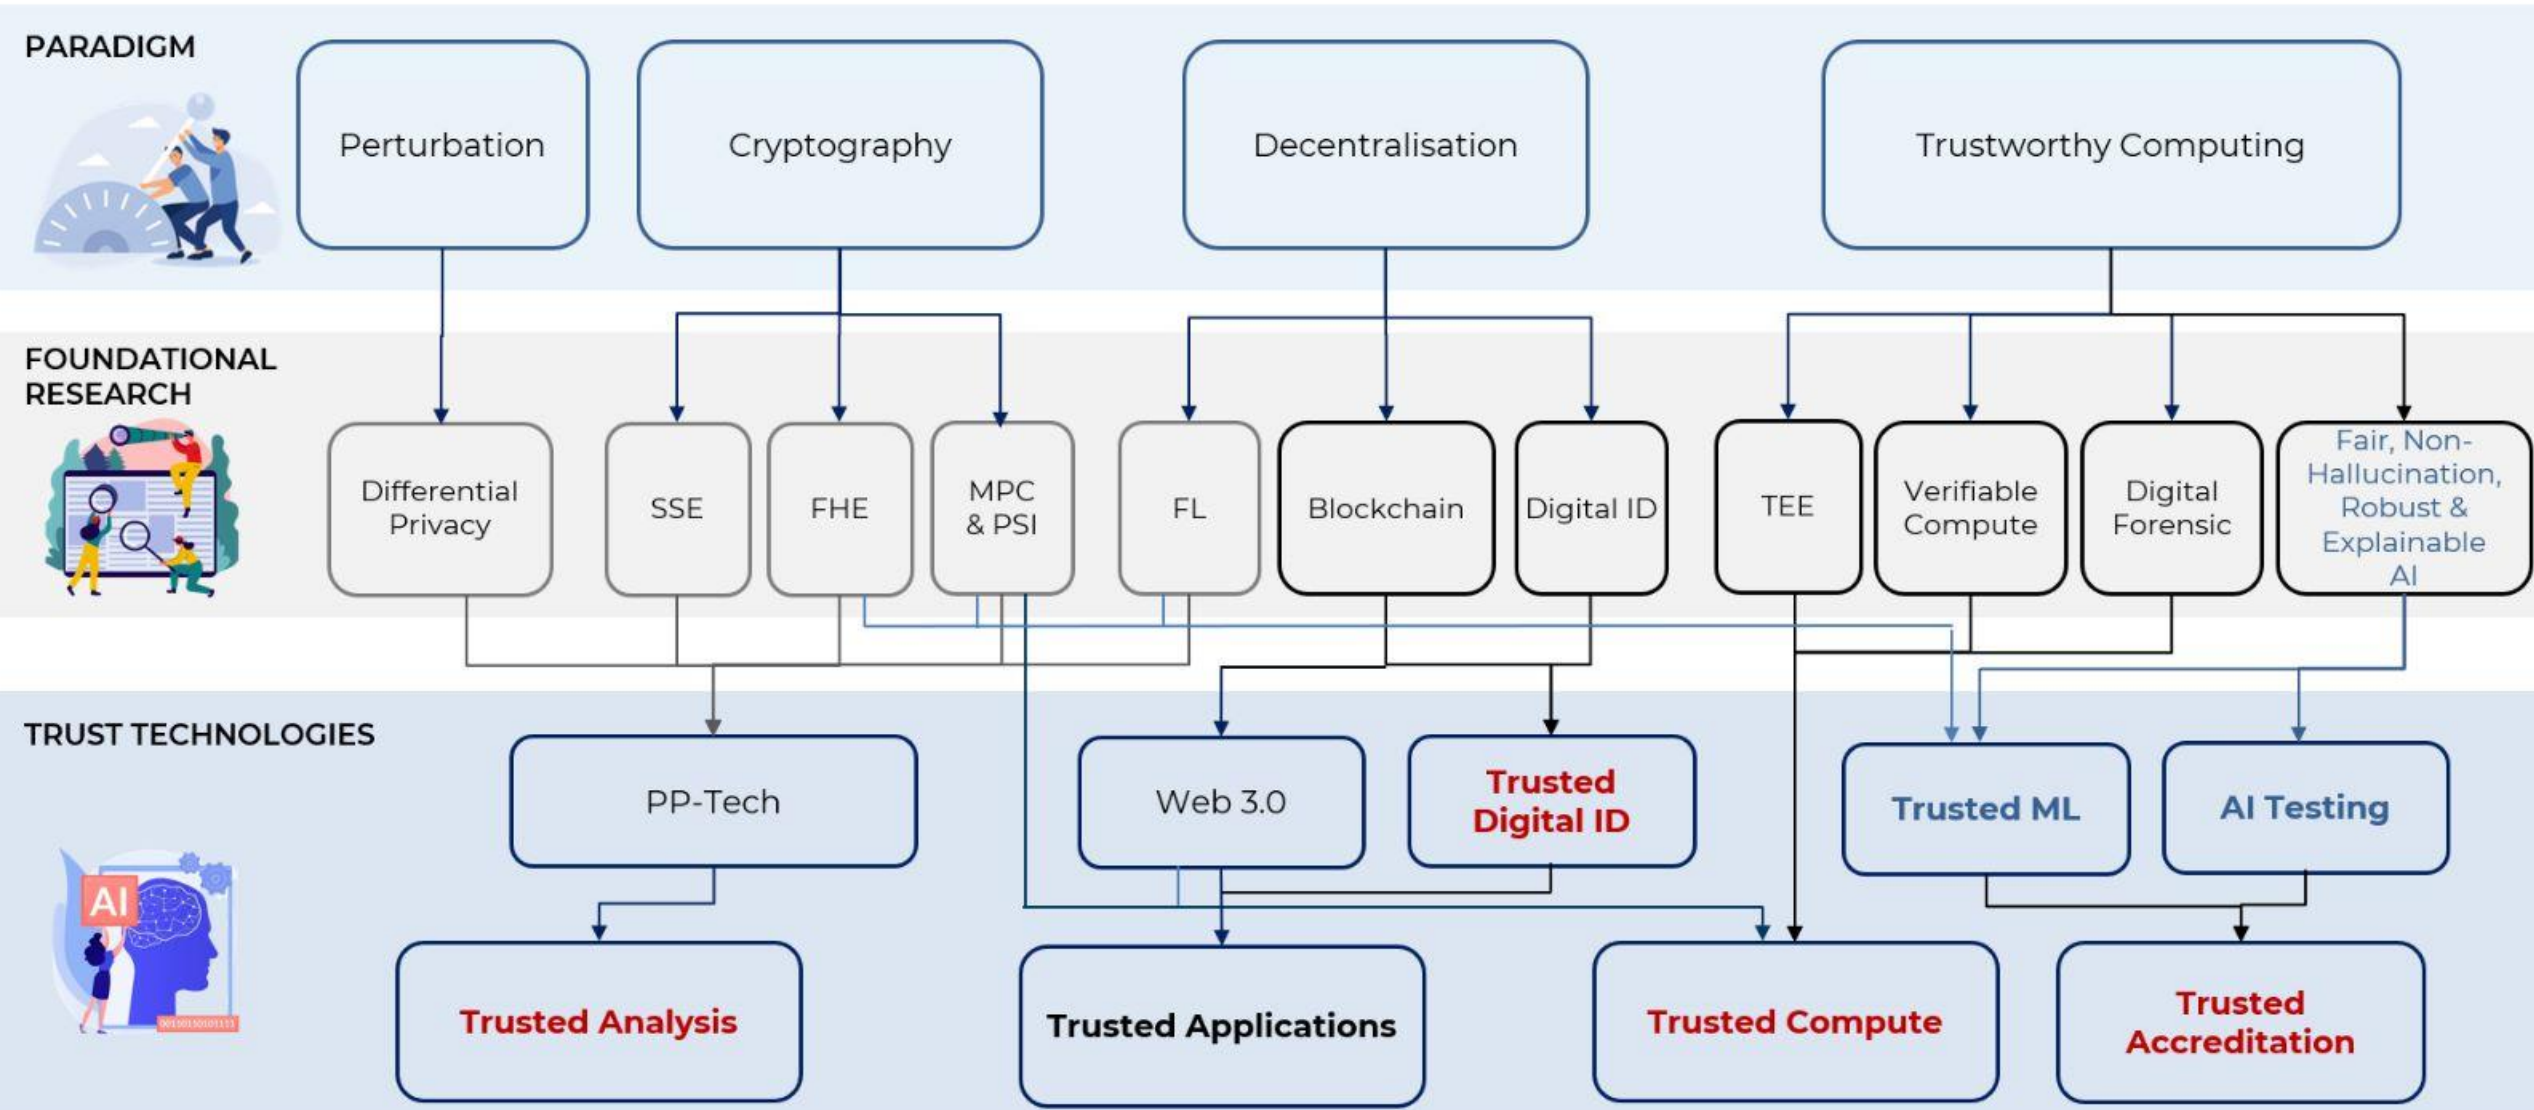 PARADIGM
Perturbation
Cryptography
Decentralisation
Trustworthy Computing
FOUNDATIONAL
RESEARCH
Differential
Privacy
SSE
FHE
MPC
& PSI
FL
Blockchain
Digital ID
TEE
Verifiable
Compute
Digital
Forensic
Fair, Non-
Hallucination,
Robust &
Explainable
AI
TRUST TECHNOLOGIES
PP-Tech
Web 3.0
Trusted
Digital ID
Trusted ML
AI Testing
AI
Trusted Analysis
Trusted Applications
Trusted Compute
Trusted
Accreditation